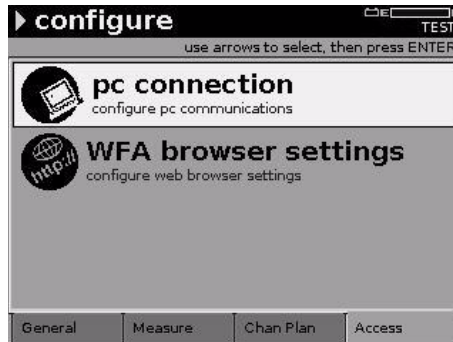 configure
E
TEST
use arrows to select, then press ENTER
pc connection
configure pc communications
http://
WFA browser settings
configure web browser settings
General Measure Chan Plan Access